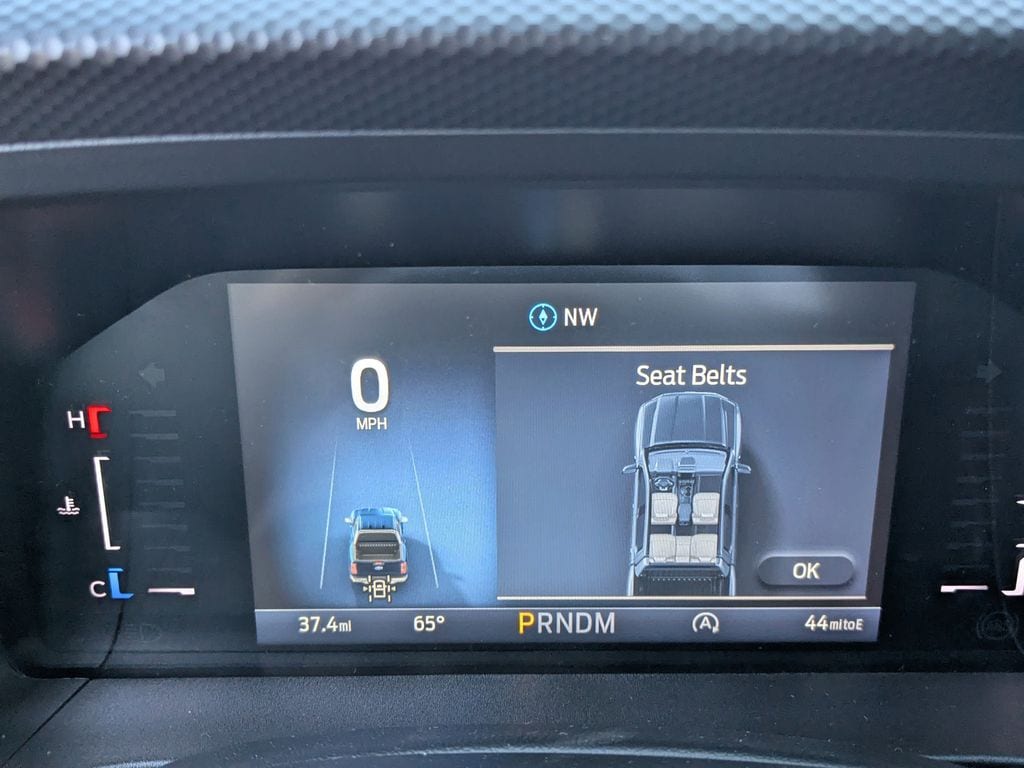 NW
0
MPH
Seat Belts
H
C
OK
37.4mi
65°
PRNDM
A
44mitoE